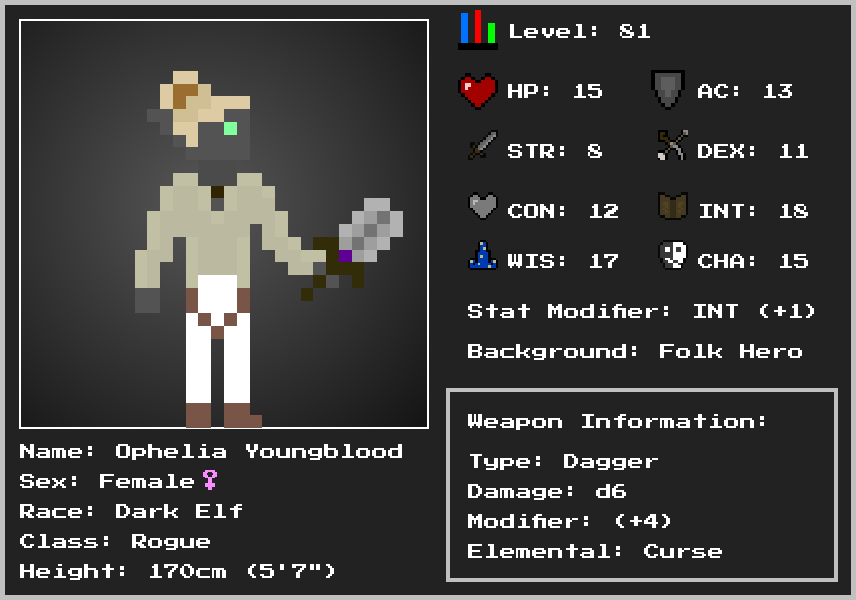 Level: 81
HP: 15
AC: 13
STR: 8
DEX: 11
CON: 12
INT: 18
WIS: 17
CHA: 15
Stat Modifier: INT (+1)
Background: Folk Hero
Weapon Information:
Type: Dagger
Damage: d6
Modifier: (+4)
Elemental: Curse
Name: Ophelia Youngblood
Sex: Female♀
Race: Dark Elf
Class: Rogue
Height: 170cm (5'7")